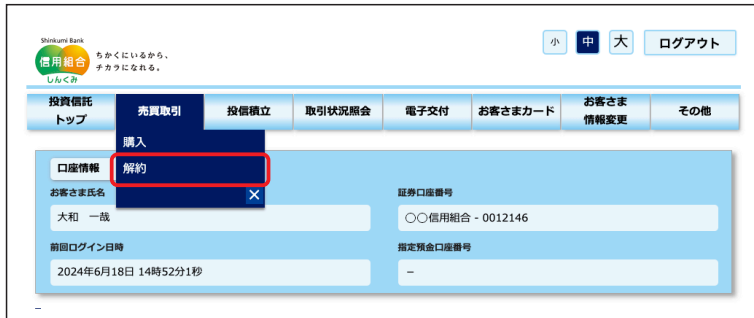 Shinkumi Bank
信用組合
しんくみ
ちかくにいるから、
チカラになれる。
小 中 大 ログアウト
投資信託
トップ
売買取引
投信積立
取引状況照会
電子交付
お客さまカード
お客さま
情報変更
その他
購入
解約
×
口座情報
お客さま氏名
大和 一哉
証券口座番号
○○信用組合 - 0012146
前回ログイン日時
2024年6月18日 14時52分1秒
指定預金口座番号
−